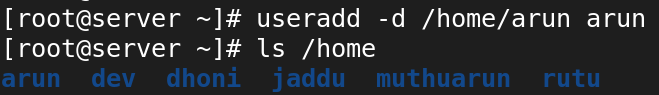 [root@server ~]# useradd -d /home/arun arun
[root@server ~]# ls /home
arun  dev  dhoni  jaddu  muthuarun  rutu